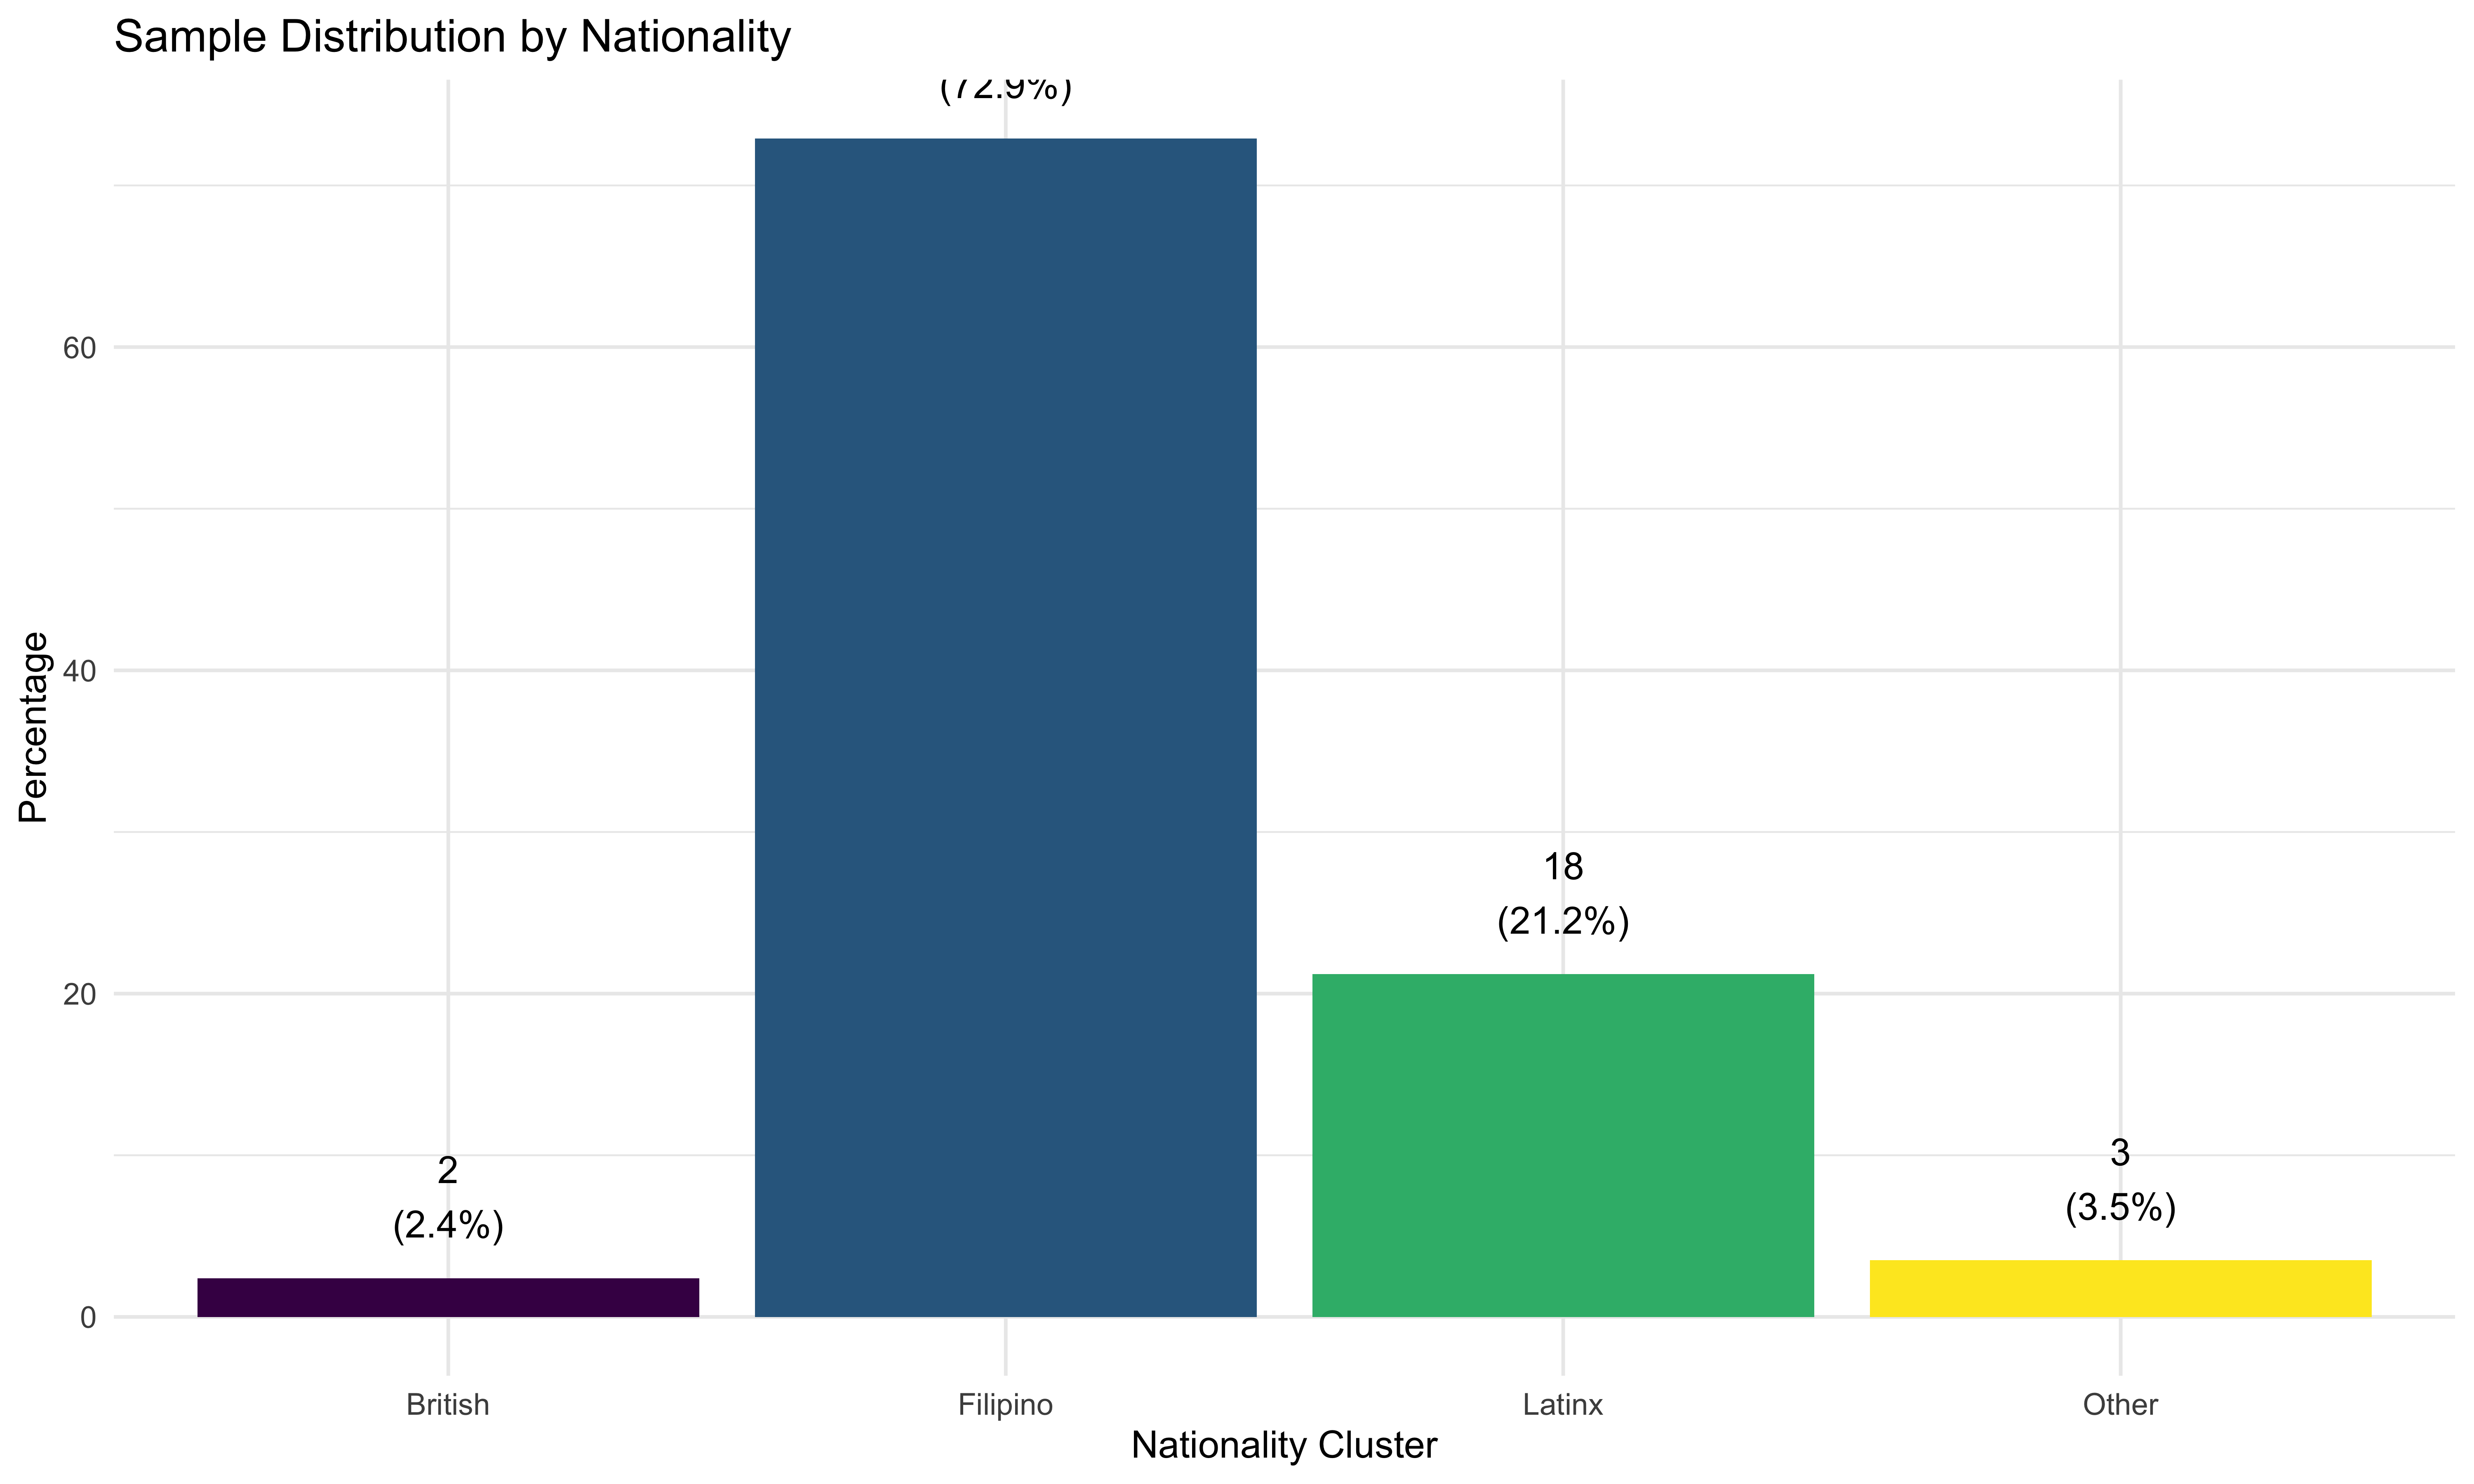 Sample Distribution by Nationality
(72.9%)
60
40
20
0
Percentage
18
(21.2%)
2
(2.4%)
3
(3.5%)
British
Filipino
Latinx
Other
Nationality Cluster